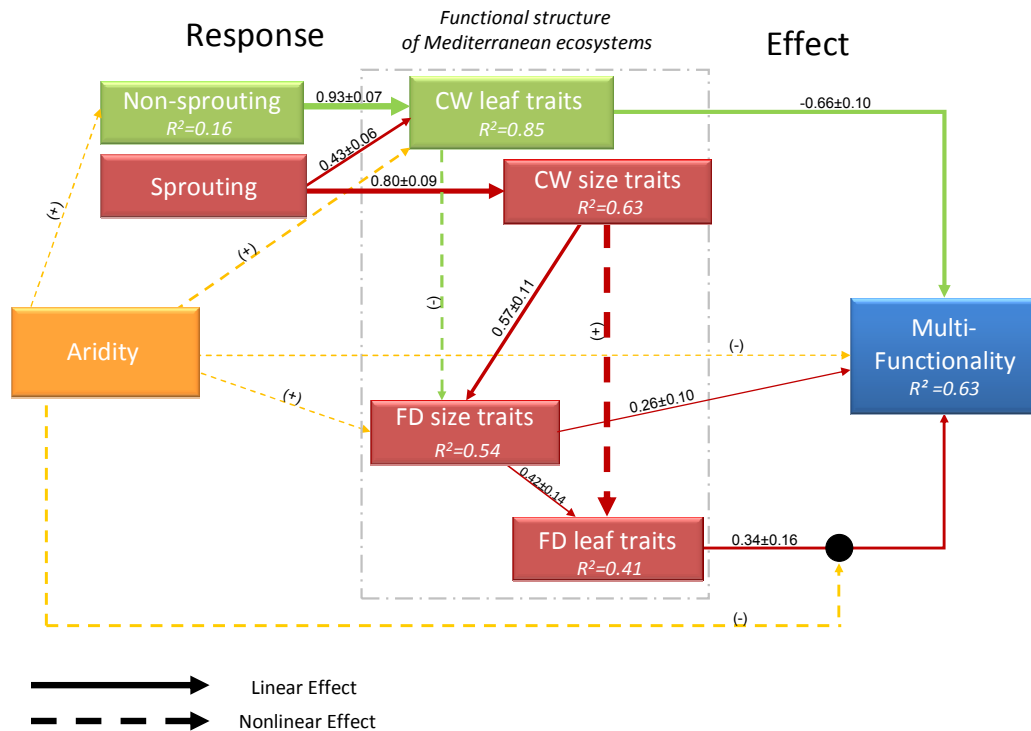 Response
Functional structure
of Mediterranean ecosystems
Effect
Non-sprouting
R²=0.16
0.93±0.07
CW leaf traits
R²=0.85
-0.66±0.10
Sprouting
0.43±0.06
0.80±0.09
CW size traits
R²=0.63
(+)
(+)
(-)
0.57±0.11
(+)
Aridity
(-)
Multi-
Functionality
R² = 0.63
(+)
FD size traits
R²=0.54
0.26±0.10
0.42±0.14
FD leaf traits
R²=0.41
0.34±0.16
(-)
Linear Effect
Nonlinear Effect